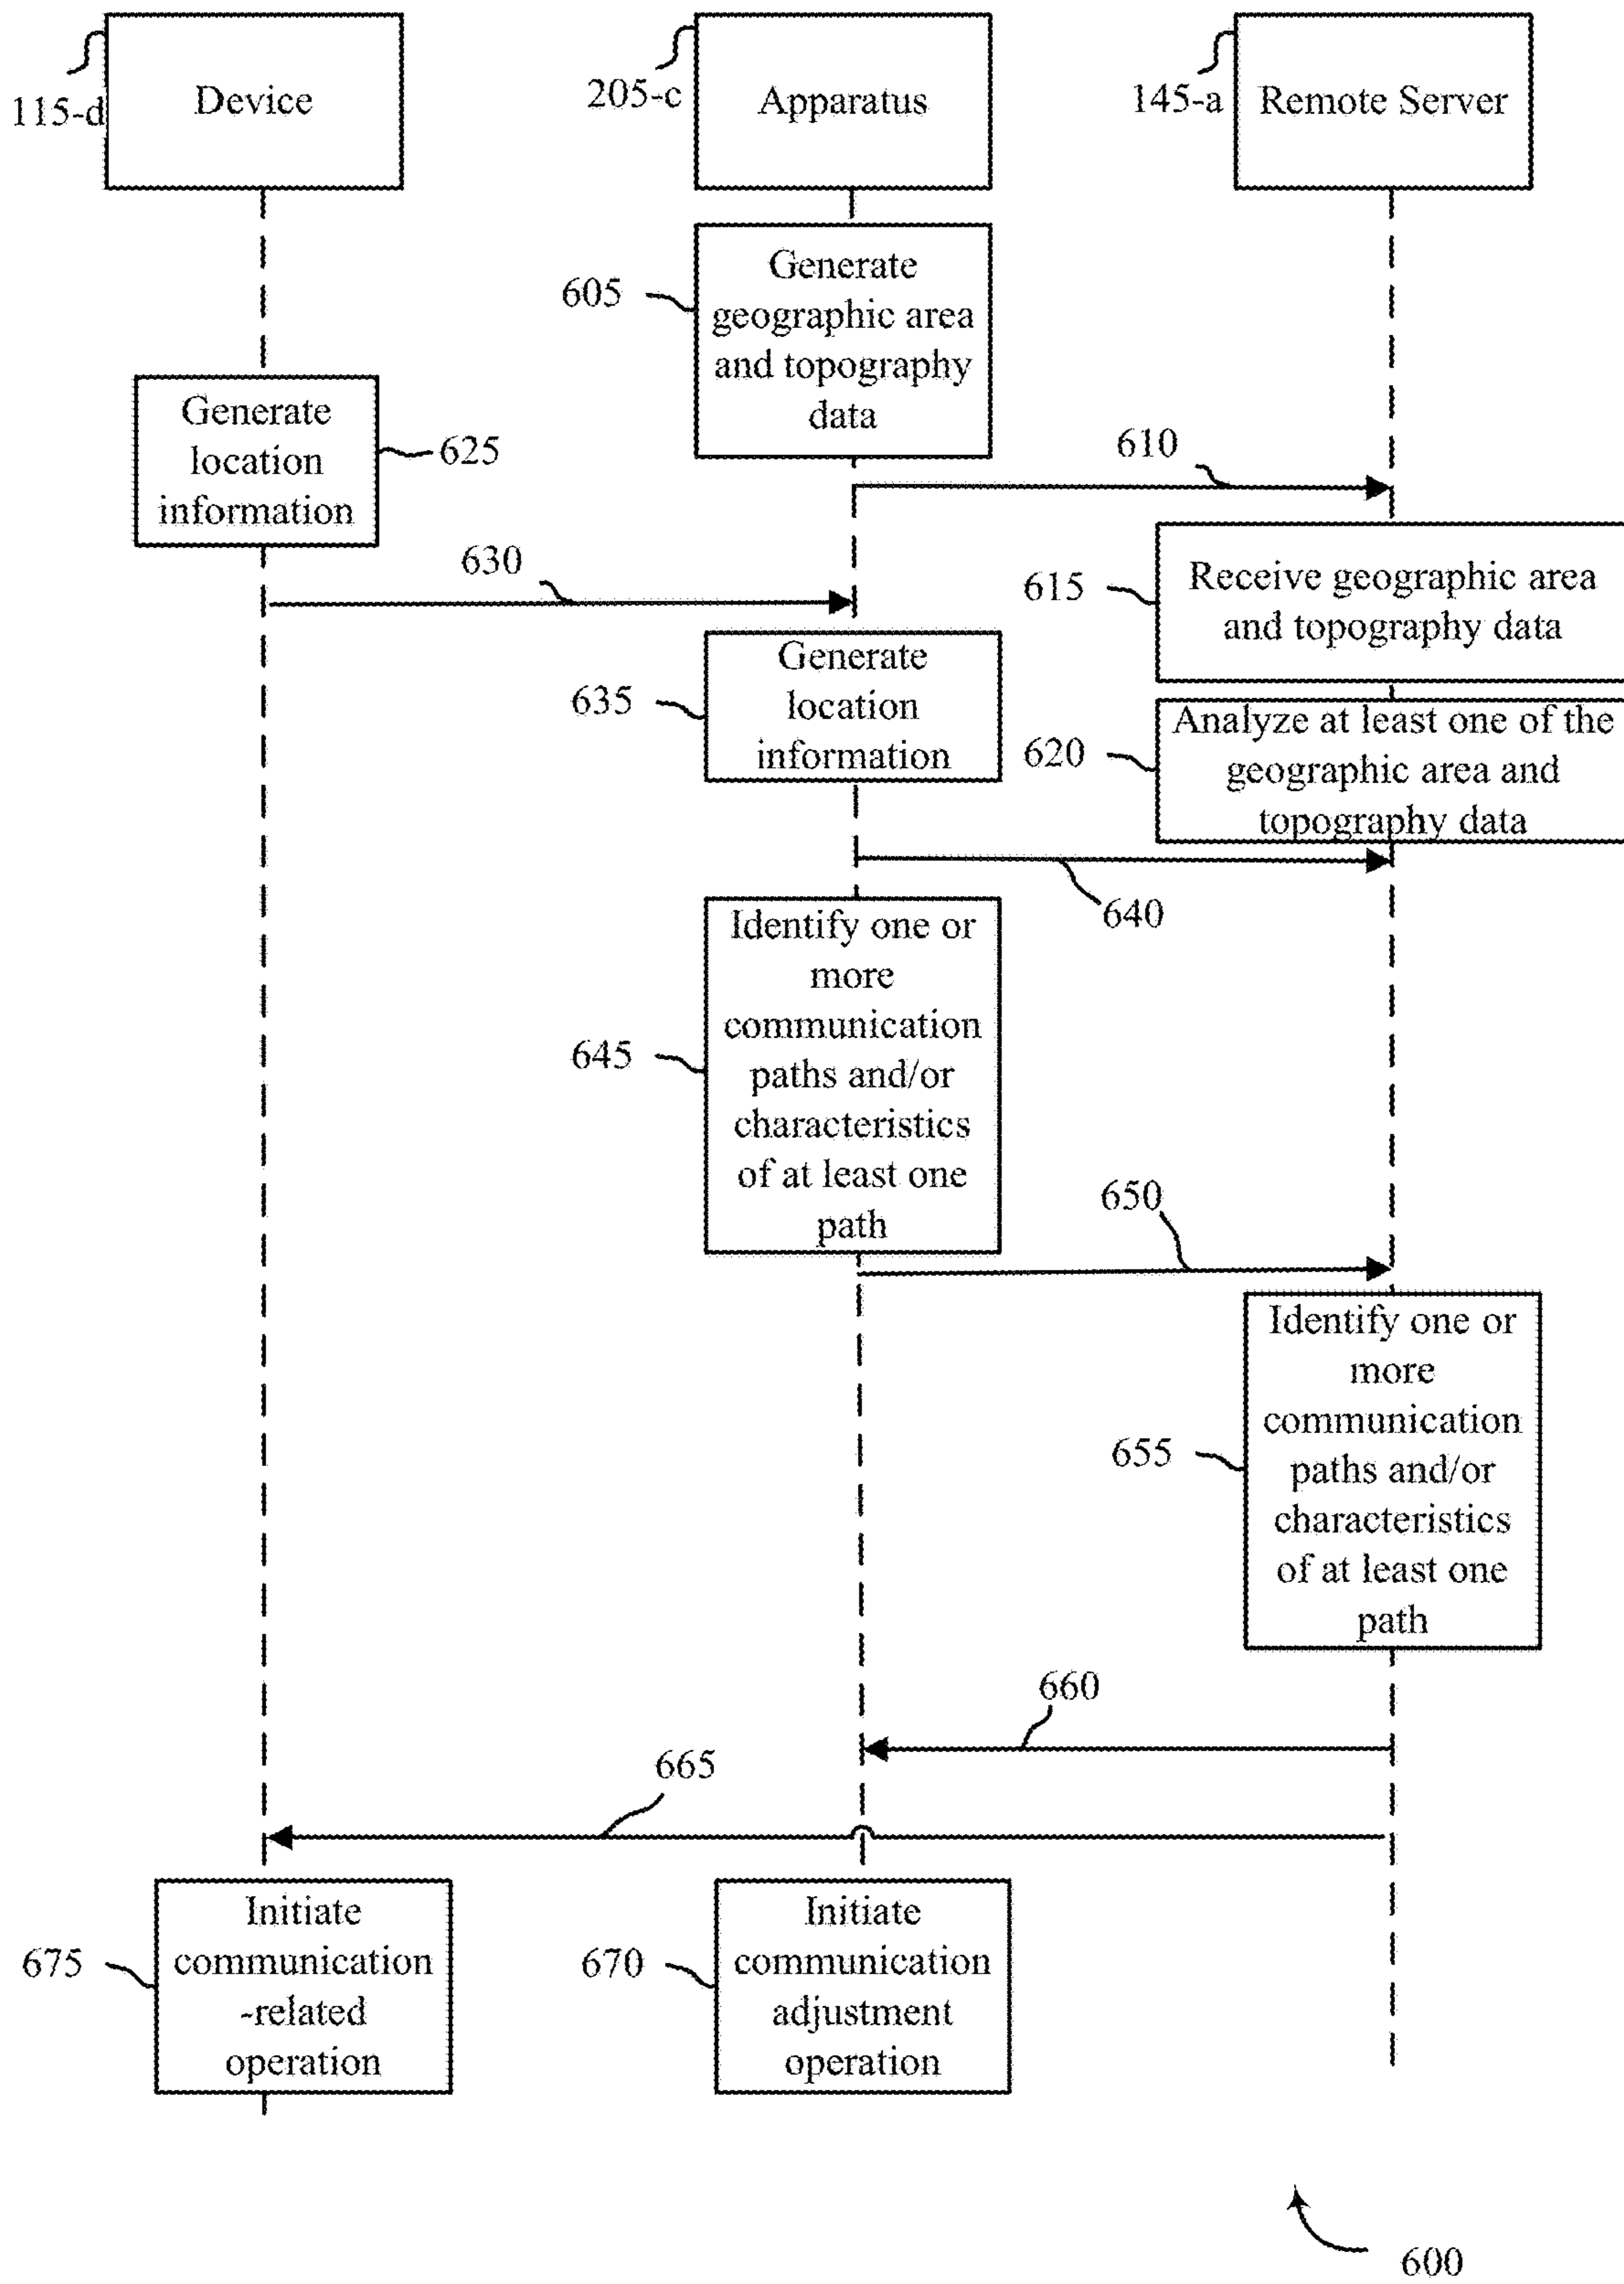 115-d
Device
205-c
Apparatus
145-a
Remote Server
605
Generate
geographic area
and topography
data
Generate
location
information
625
610
630
615
Receive geographic area
and topography data
635
Generate
location
information
620
Analyze at least one of the
geographic area and
topography data
640
645
Identify one or
more
communication
paths and/or
characteristics
of at least one
path
650
655
Identify one or
more
communication
paths and/or
characteristics
of at least one
path
660
665
675
Initiate
communication
-related
operation
670
Initiate
communication
adjustment
operation
600